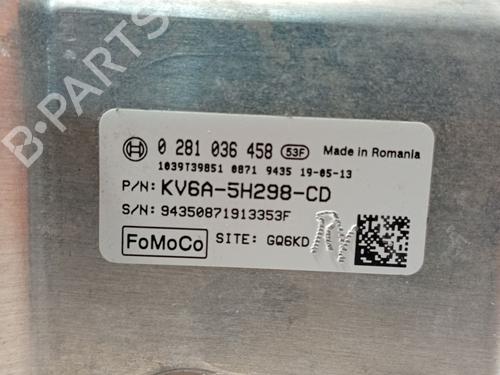 0 281 036 458 53F Made in Romania
1039T39851 0871 9435 19-05-13
P/N: KV6A-5H298-CD
S/N: 94350871913353F
FoMoCo SITE: GQ6KD
B-PARTS